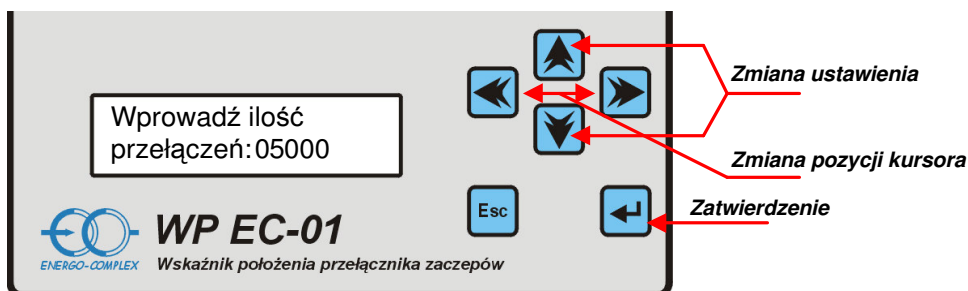 Wprowadź ilość
przełączeń:05000
Zmiana ustawienia
Zmiana pozycji kursora
Esc
Zatwierdzenie
WP EC-01
ENERGO-COMPLEX
Wskaźnik położenia przełącznika zaczepów